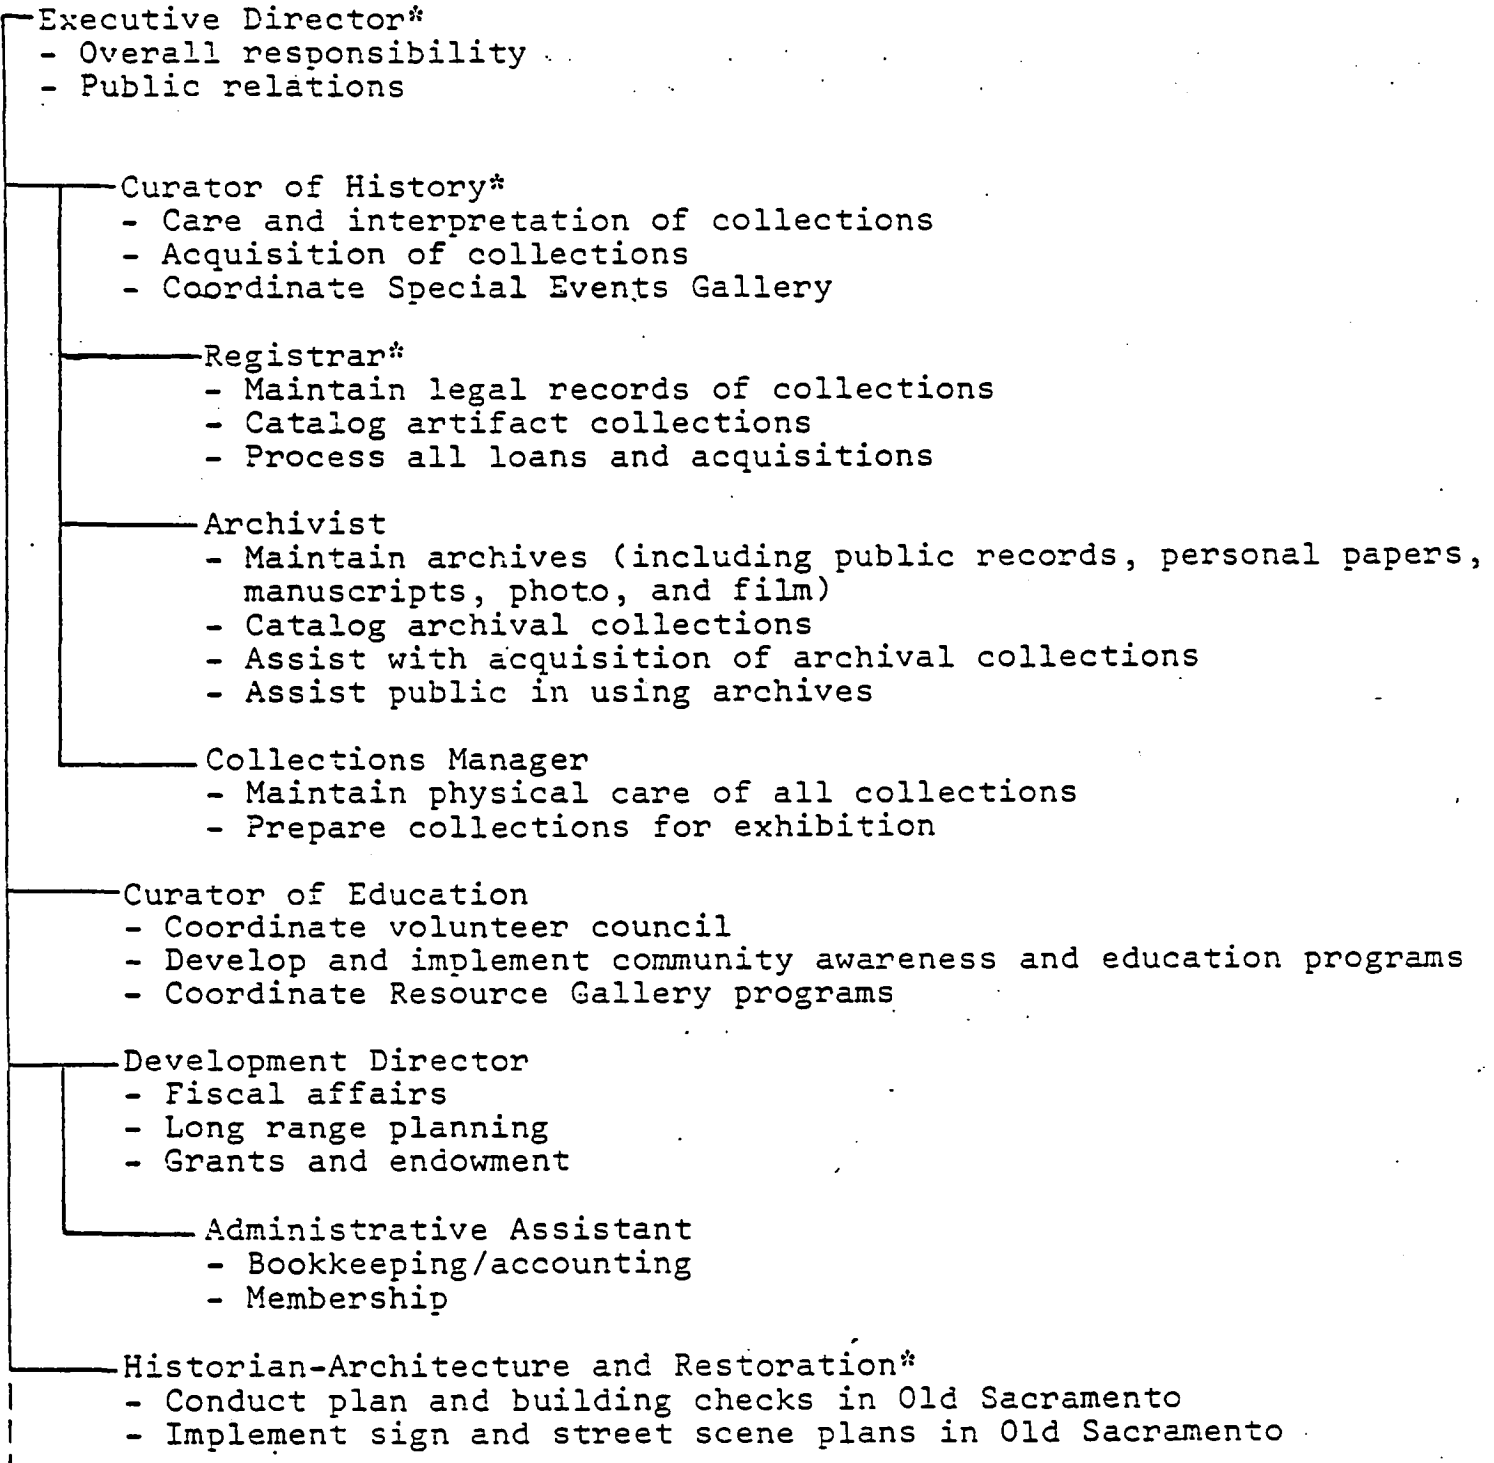 Executive Director*
- Overall responsibility
- Public relations
Curator of History*
- Care and interpretation of collections
- Acquisition of collections
- Coordinate Special Events Gallery
Registrar*
- Maintain legal records of collections
- Catalog artifact collections
- Process all loans and acquisitions
Archivist
- Maintain archives (including public records, personal papers,
manuscripts, photo, and film)
- Catalog archival collections
- Assist with acquisition of archival collections
- Assist public in using archives
Collections Manager
- Maintain physical care of all collections
- Prepare collections for exhibition
Curator of Education
- Coordinate volunteer council
- Develop and implement community awareness and education programs
- Coordinate Resource Gallery programs
Development Director
- Fiscal affairs
- Long range planning
- Grants and endowment
Administrative Assistant
- Bookkeeping/accounting
- Membership
Historian-Architecture and Restoration*
- Conduct plan and building checks in Old Sacramento
- Implement sign and street scene plans in Old Sacramento